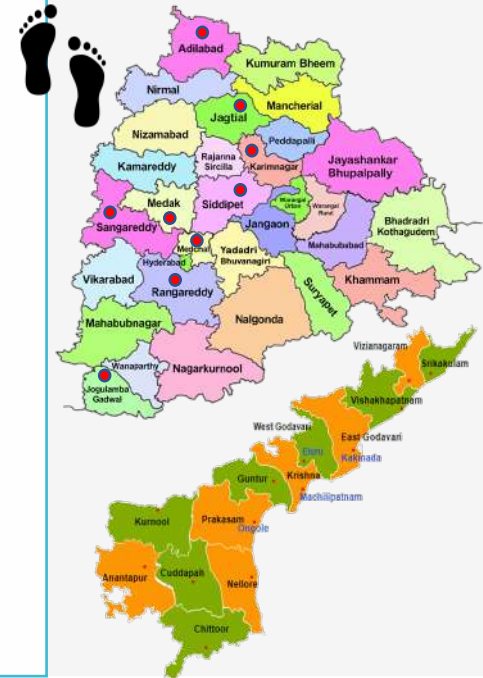 Adilabad
Kumuram Bheem
Nirmal
Mancherial
Jagtial
Nizamabad
Peddapalli
Rajanna
Sircilla
Karimnagar
Jayashankar
Bhupalpally
Kamareddy
Medak
Siddipet
Warangal
Urban
Warangal
Rural
Sangareddy
Jangaon
Bhadradri
Kothagudem
Medchal
Mahabubabad
Hyderabad
Yadadri
Bhuvanagiri
Vikarabad
Rangareddy
Suryapet
Khammam
Mahabubnagar
Nalgonda
Wanaparthy
Nagarkurnool
Jogulamba
Gadwal
Vizianagaram
Srikakulam
Vishakhapatnam
West Godavari
East Godavari
Eluru
Kakinada
Guntur
Krishna
Machilipatnam
Kurnool
Prakasam
Ongole
Anantapur
Cuddapah
Nellore
Chittoor